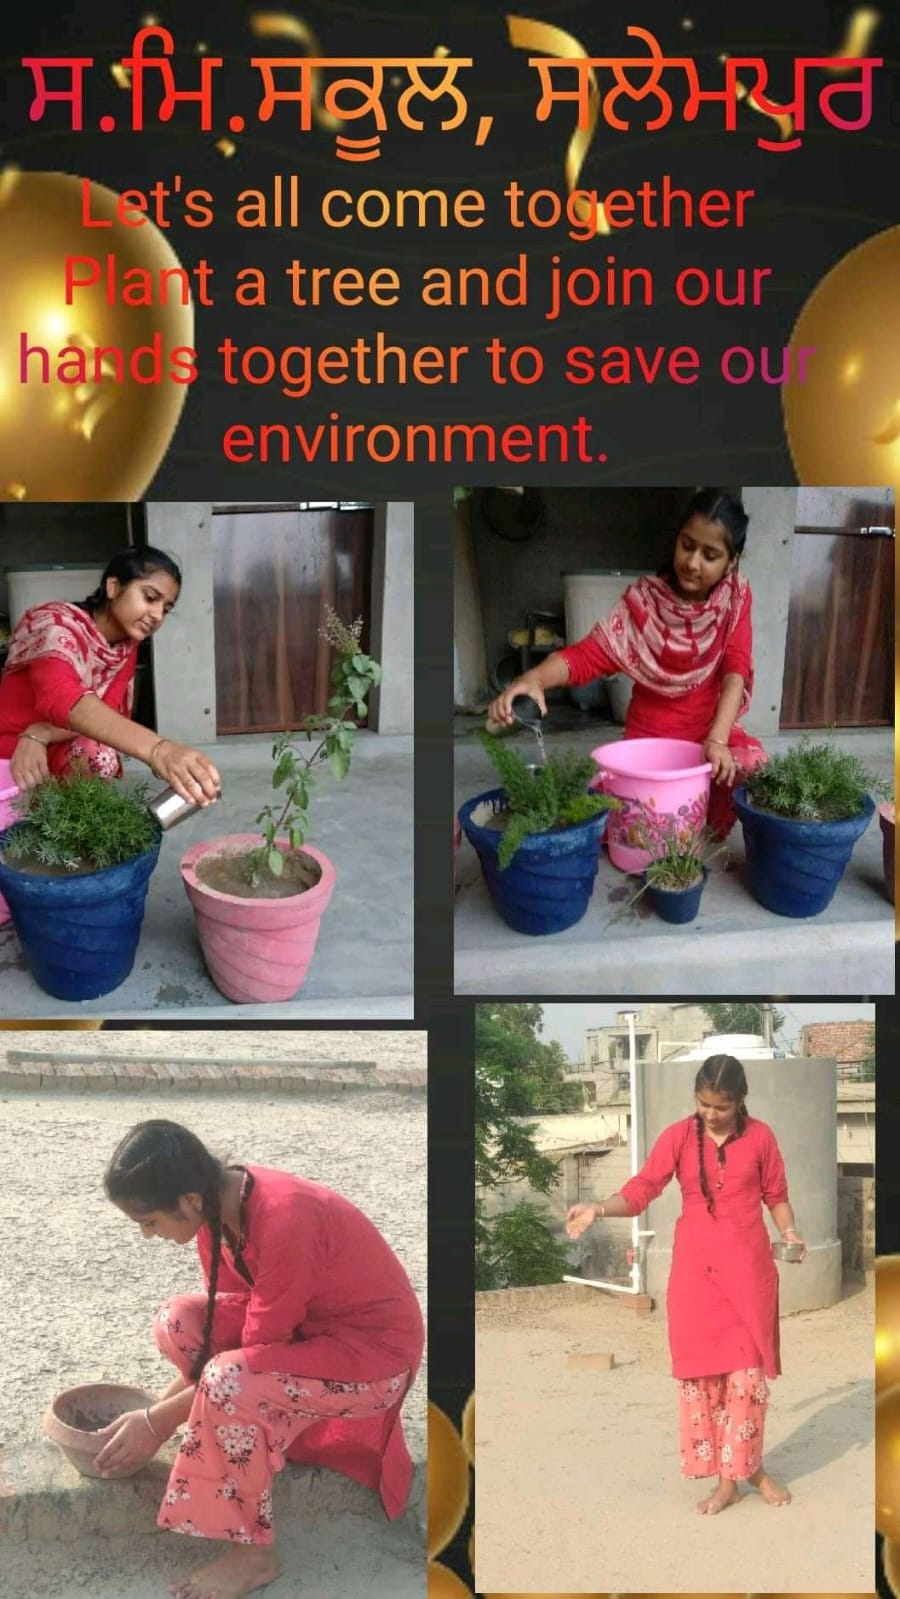 ਸ.ਮਿ.ਸਕੂਲ, ਸਲੇਮਪੁਰ
Let's all come together
Plant a tree and join our
hands together to save our
environment.